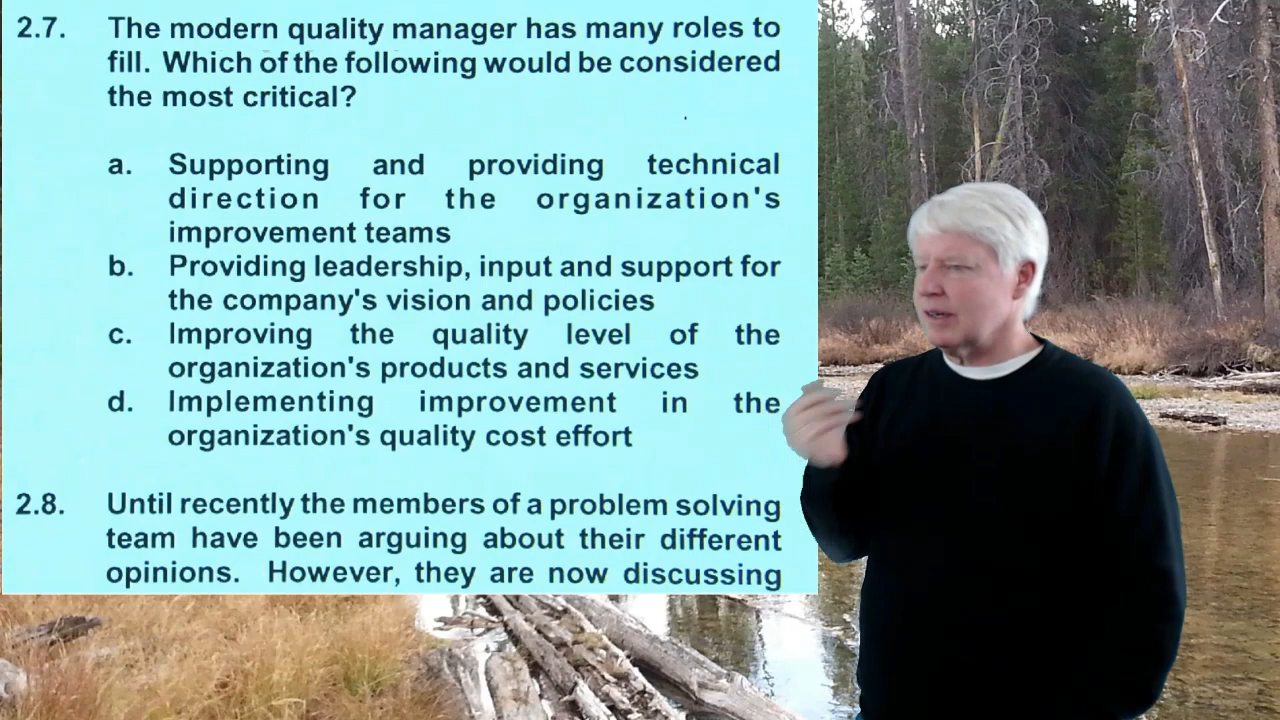 2.7. The modern quality manager has many roles to
fill. Which of the following would be considered
the most critical?
a. Supporting and providing technical
direction for the organization's
improvement teams
b. Providing leadership, input and support for
the company's vision and policies
c. Improving the quality level of the
organization's products and services
d. Implementing improvement in the
organization's quality cost effort
2.8. Until recently the members of a problem solving
team have been arguing about their different
opinions. However, they are now discussing